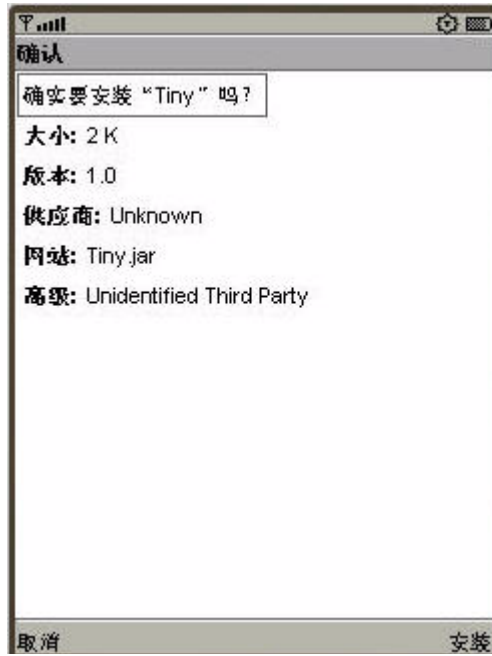 确认
确实要安装“Tiny”吗?
大小: 2 K
版本: 1.0
供应商: Unknown
网站: Tiny.jar
高级: Unidentified Third Party
取消
安装